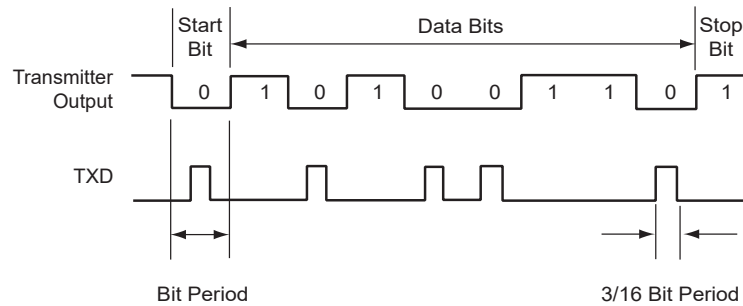 Start
Bit
Data Bits
Stop
Bit
Transmitter
Output
0 1 0 1 0 0 1 1 0 1
TXD
Bit Period
3/16 Bit Period